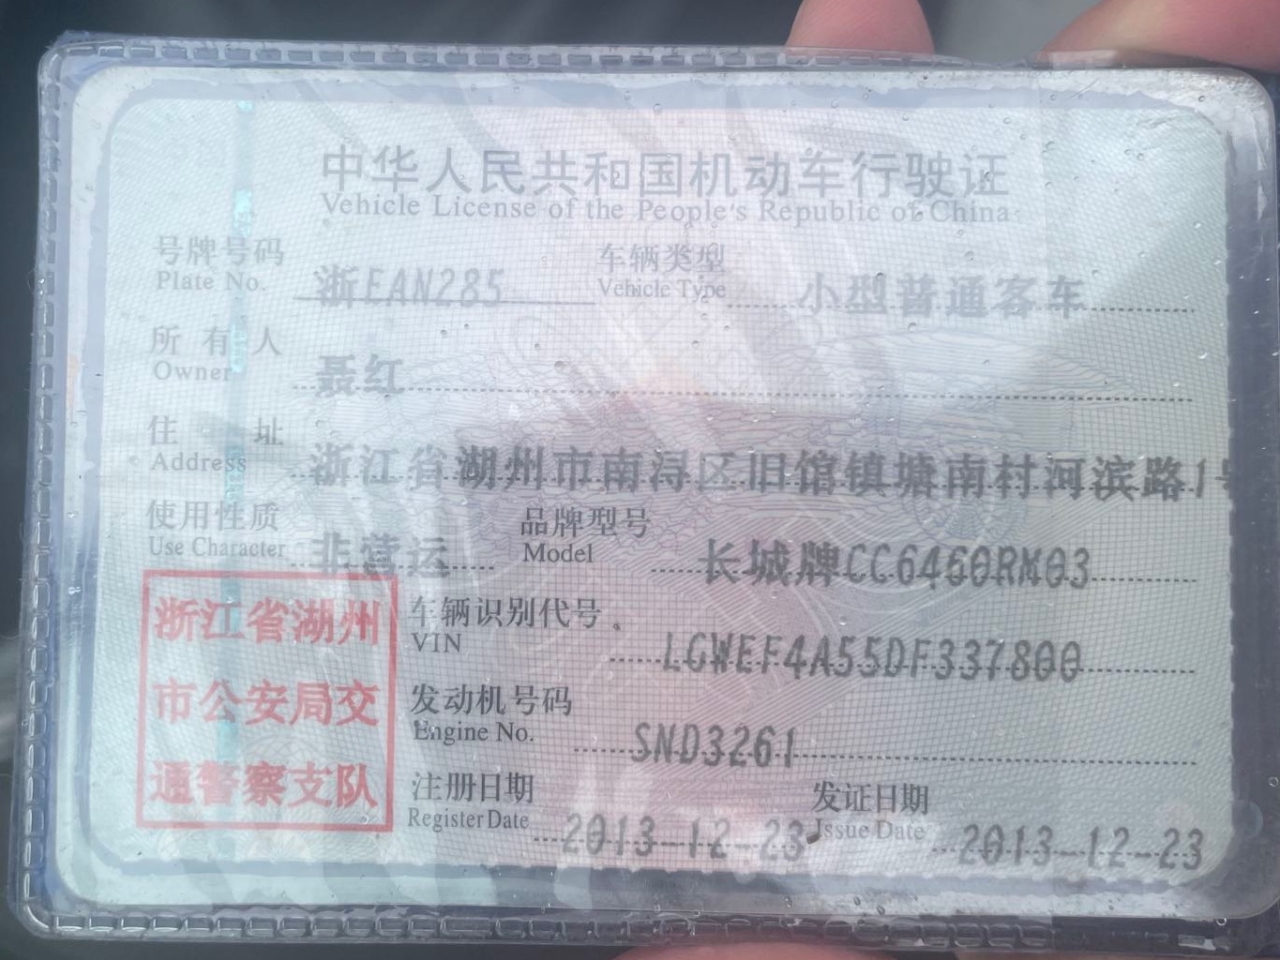 中华人民共和国机动车行驶证
Vehicle License of the People's Republic of China
号牌号码 浙EAN285 车辆类型 小型普通客车
Plate No. Vehicle Type
所有人 聂红
Owner
住址 浙江省湖州市南浔区旧馆镇塘南村河滨路1号
Address
使用性质 非营运 品牌型号 长城牌CC6460RM03
Use Character Model
浙江省湖州
市公安局交
通警察支队
车辆识别代号 LGWEF4A55DF337800
VIN
发动机号码 SND3261
Engine No.
注册日期 2013-12-23 发证日期 2013-12-23
Register Date Issue Date